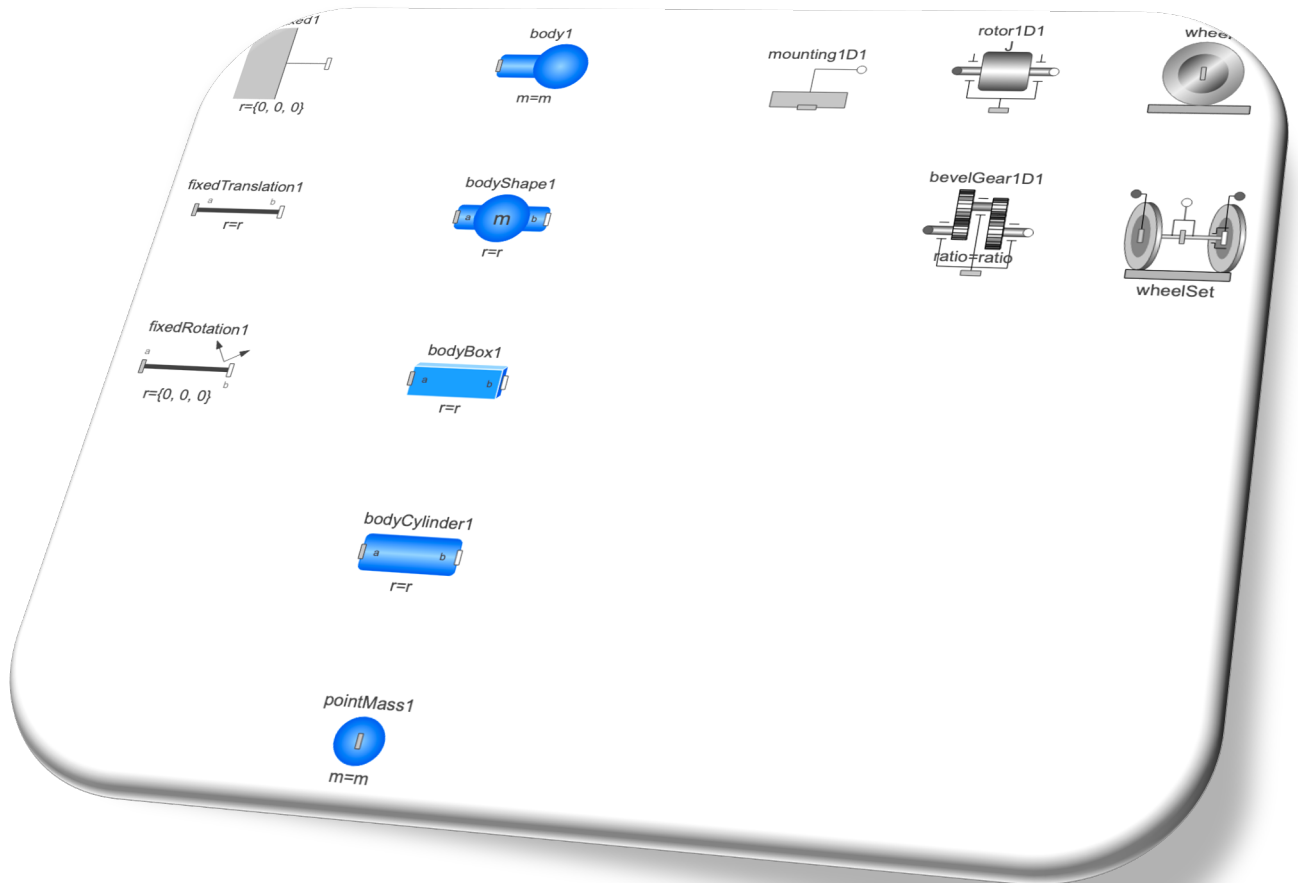 body1
m=m
mounting1D1
rotor1D1
J
r={0, 0, 0}
fixedTranslation1
a b
r=r
bodyShape1
a m b
r=r
bevelGear1D1
ratio=ratio
wheelSet
fixedRotation1
a
b
r={0, 0, 0}
bodyBox1
a b
r=r
bodyCylinder1
a b
r=r
pointMass1
m=m